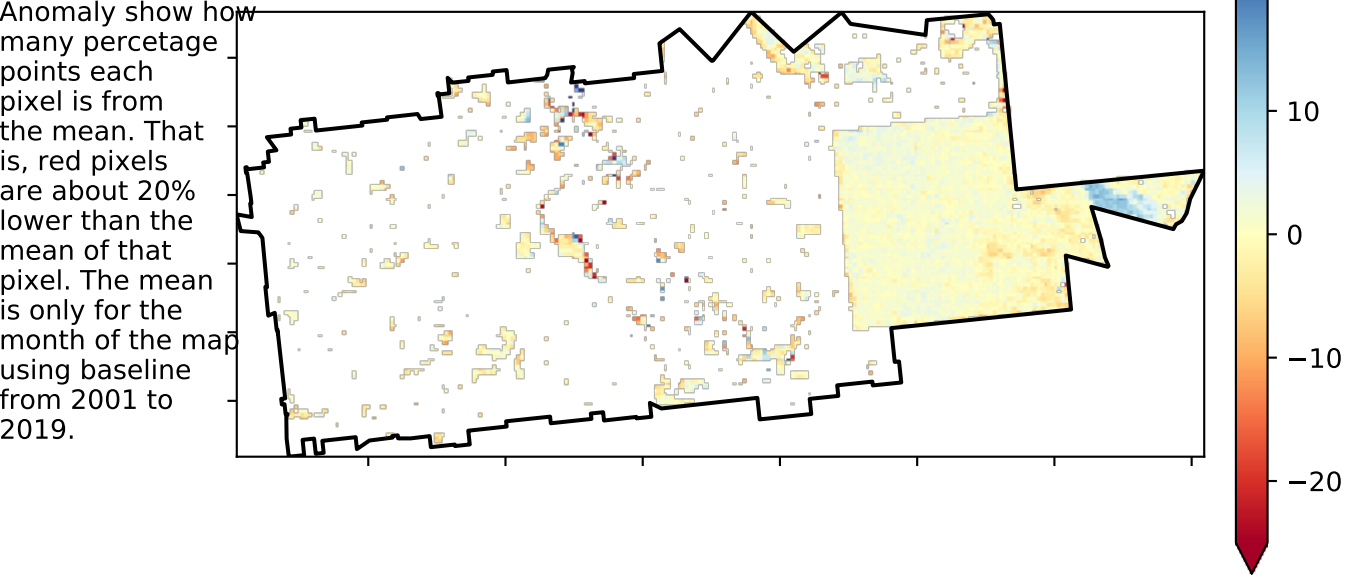 Anomaly show how
many percetage
points each
pixel is from
the mean. That
is, red pixels
are about 20%
lower than the
mean of that
pixel. The mean
is only for the
month of the map
using baseline
from 2001 to
2019.
10
0
−10
−20